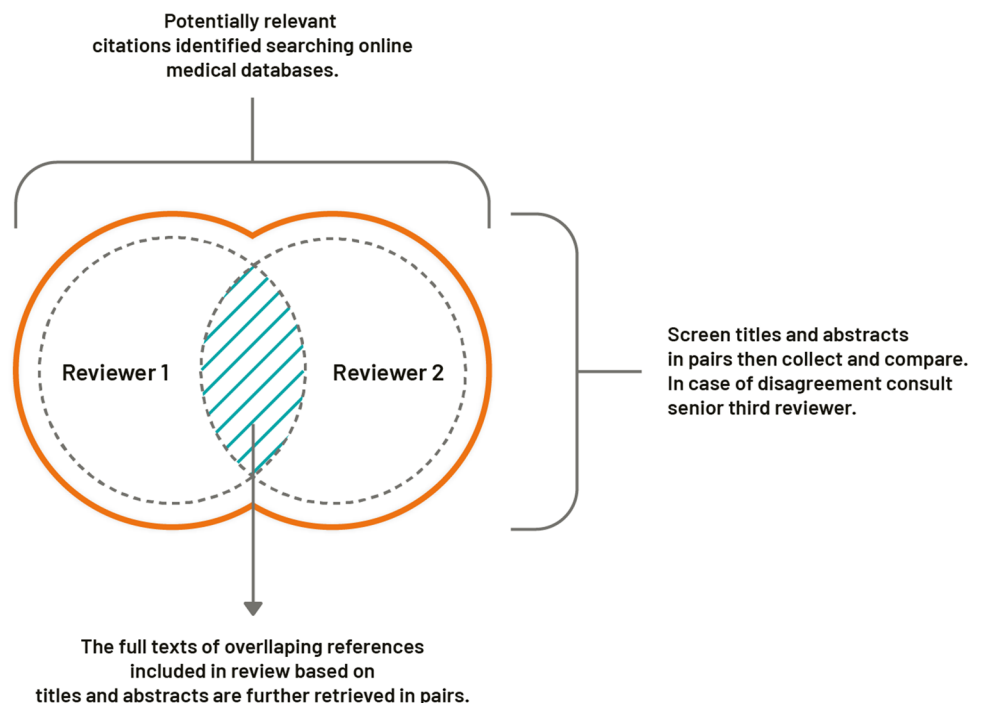 Potentially relevant
citations identified searching online
medical databases.
Reviewer 1
Reviewer 2
Screen titles and abstracts
in pairs then collect and compare.
In case of disagreement consult
senior third reviewer.
The full texts of overllaping references
included in review based on
titles and abstracts are further retrieved in pairs.